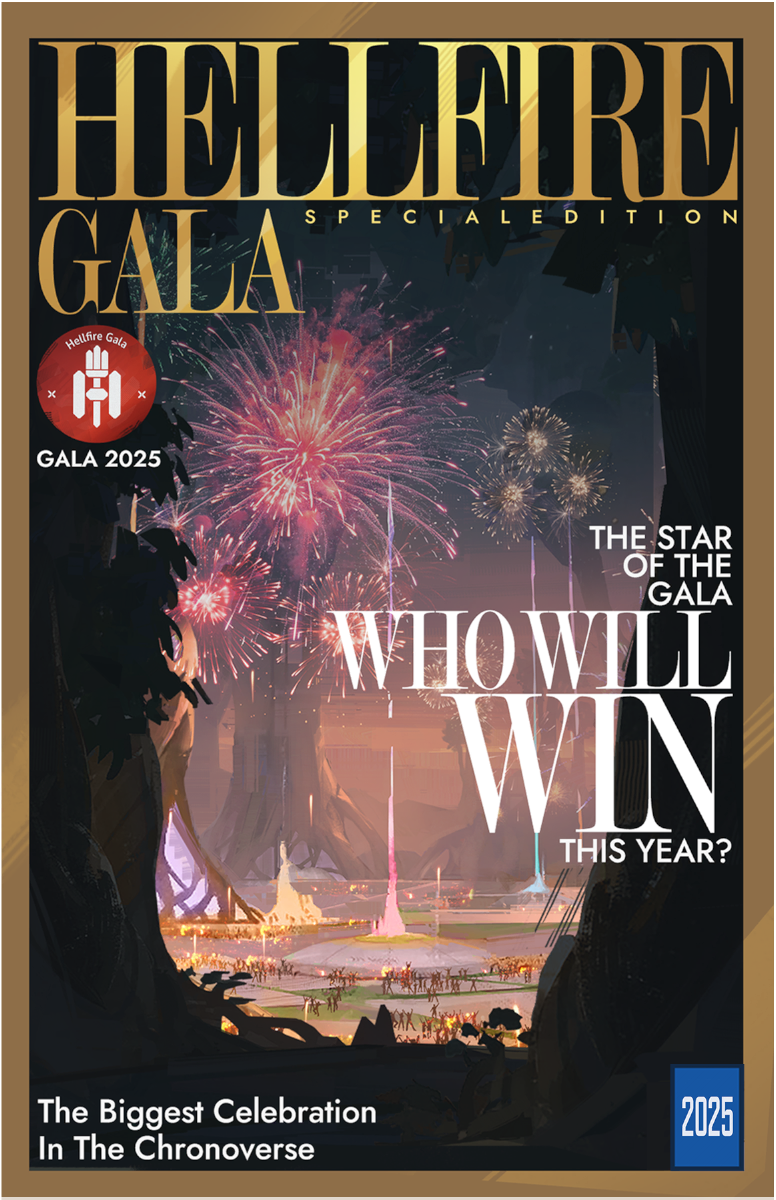 HELLFIRE
GALA
SPECIALEDITION
Hellfire Gala
GALA 2025
THE STAR
OF THE
GALA
WHO WILL
WIN
THIS YEAR?
The Biggest Celebration
In The Chronoverse
2025